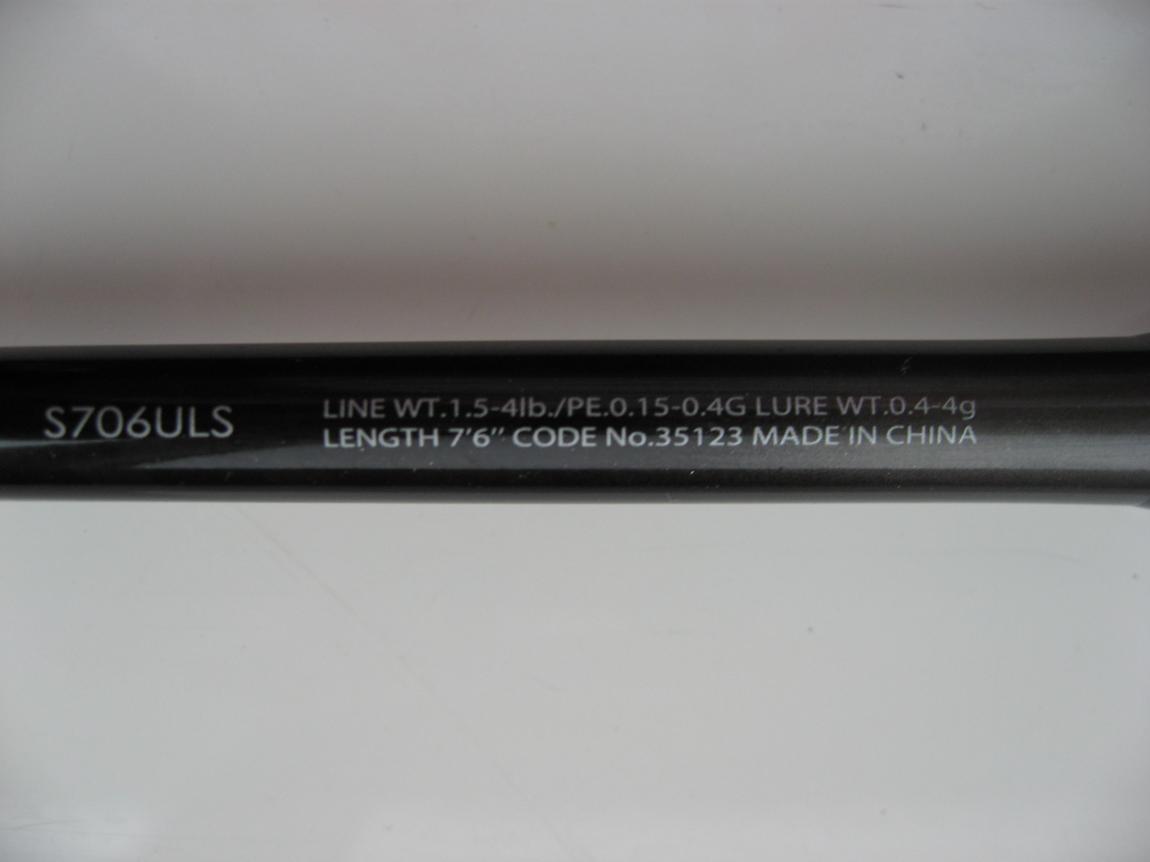 S706ULS
LINE WT.1.5-4lb./PE.0.15-0.4G LURE WT.0.4-4g
LENGTH 7'6" CODE No.35123 MADE IN CHINA